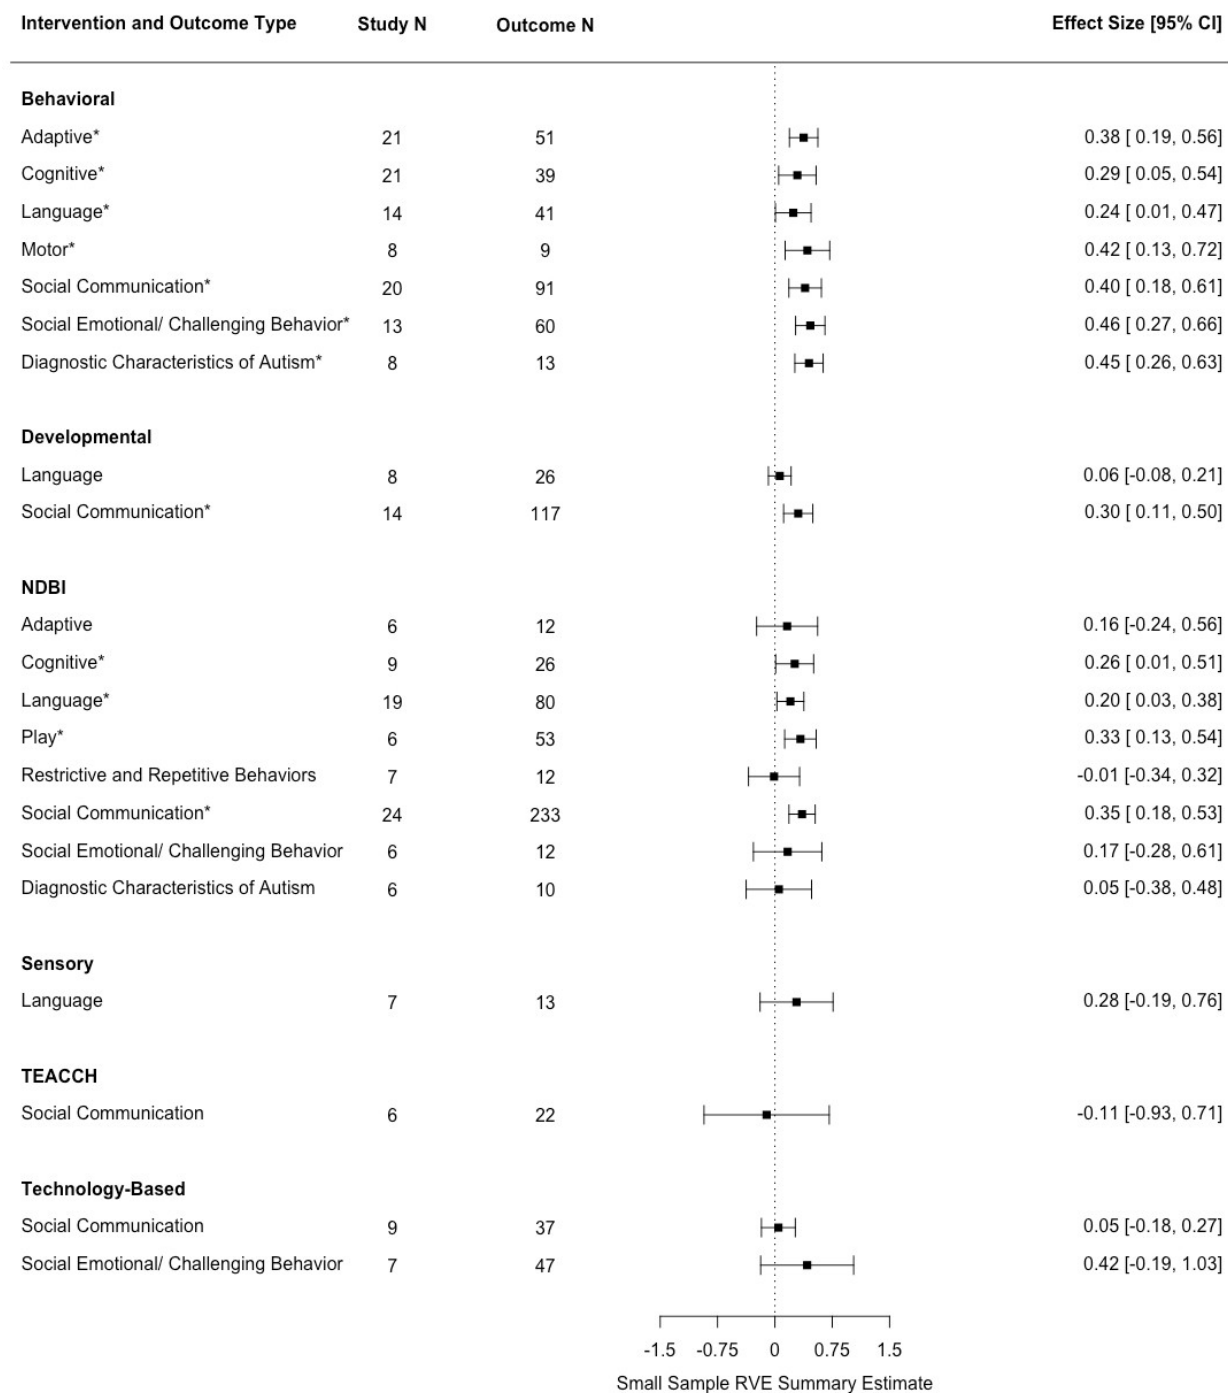 Intervention and Outcome Type Study N Outcome N Effect Size [95% CI]
Behavioral
Adaptive* 21 51 0.38 [ 0.19, 0.56]
Cognitive* 21 39 0.29 [ 0.05, 0.54]
Language* 14 41 0.24 [ 0.01, 0.47]
Motor* 8 9 0.42 [ 0.13, 0.72]
Social Communication* 20 91 0.40 [ 0.18, 0.61]
Social Emotional/ Challenging Behavior* 13 60 0.46 [ 0.27, 0.66]
Diagnostic Characteristics of Autism* 8 13 0.45 [ 0.26, 0.63]
Developmental
Language 8 26 0.06 [-0.08, 0.21]
Social Communication* 14 117 0.30 [ 0.11, 0.50]
NDBI
Adaptive 6 12 0.16 [-0.24, 0.56]
Cognitive* 9 26 0.26 [ 0.01, 0.51]
Language* 19 80 0.20 [ 0.03, 0.38]
Play* 6 53 0.33 [ 0.13, 0.54]
Restrictive and Repetitive Behaviors 7 12 -0.01 [-0.34, 0.32]
Social Communication* 24 233 0.35 [ 0.18, 0.53]
Social Emotional/ Challenging Behavior 6 12 0.17 [-0.28, 0.61]
Diagnostic Characteristics of Autism 6 10 0.05 [-0.38, 0.48]
Sensory
Language 7 13 0.28 [-0.19, 0.76]
TEACCH
Social Communication 6 22 -0.11 [-0.93, 0.71]
Technology-Based
Social Communication 9 37 0.05 [-0.18, 0.27]
Social Emotional/ Challenging Behavior 7 47 0.42 [-0.19, 1.03]
-1.5 -0.75 0 0.75 1.5
Small Sample RVE Summary Estimate